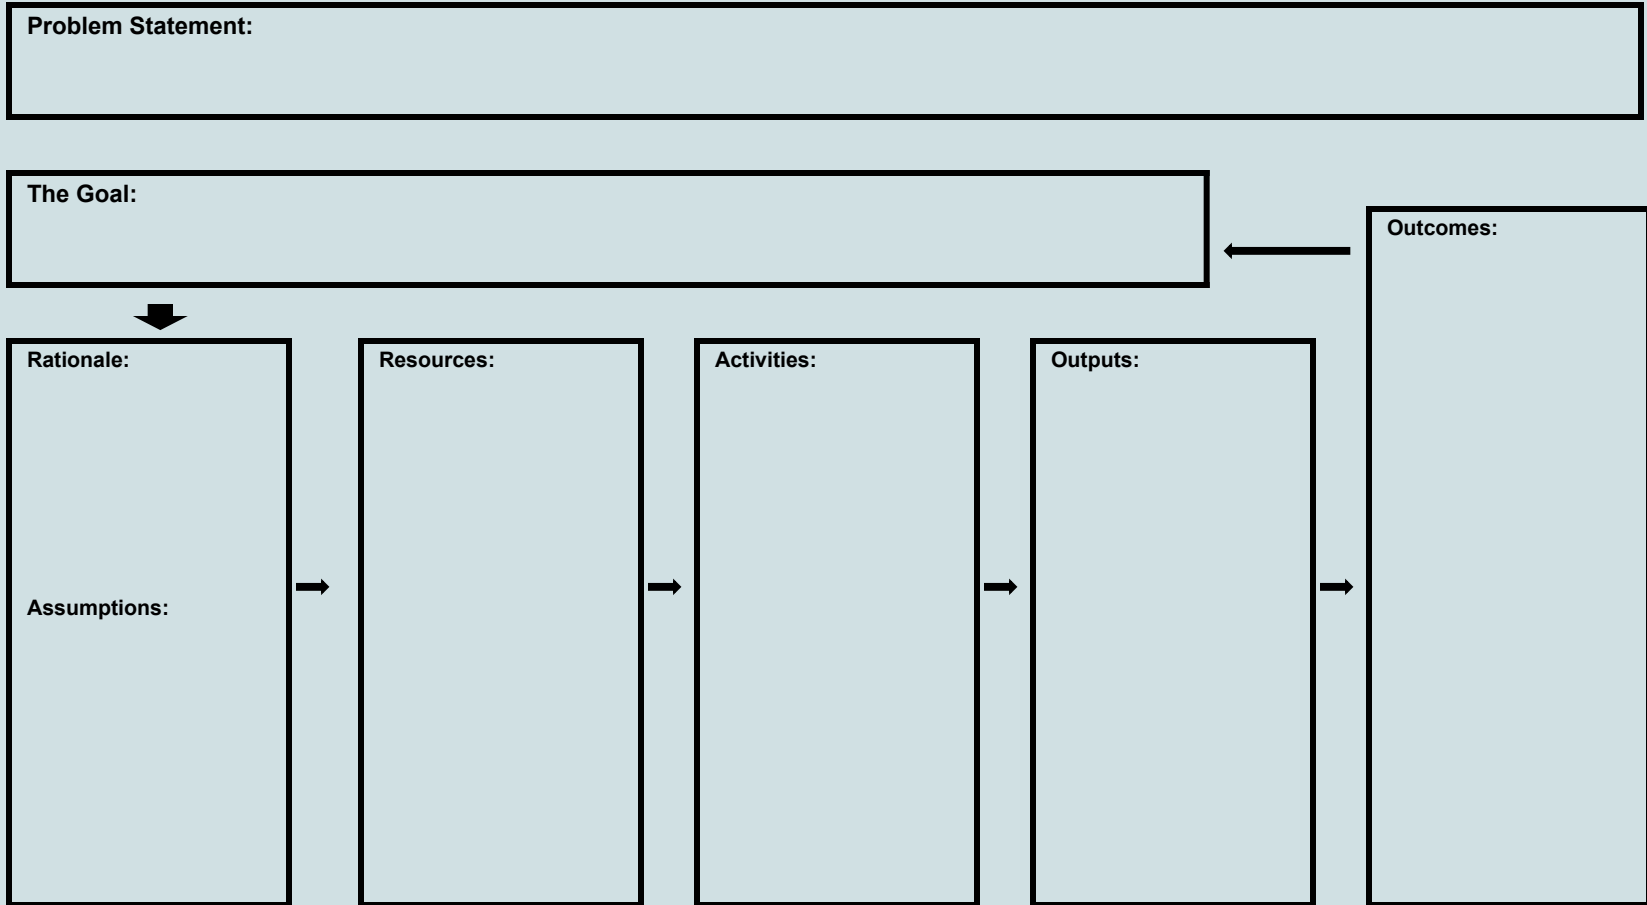 Problem Statement:
The Goal:
Outcomes:
Rationale:
Resources:
Activities:
Outputs:
Assumptions: